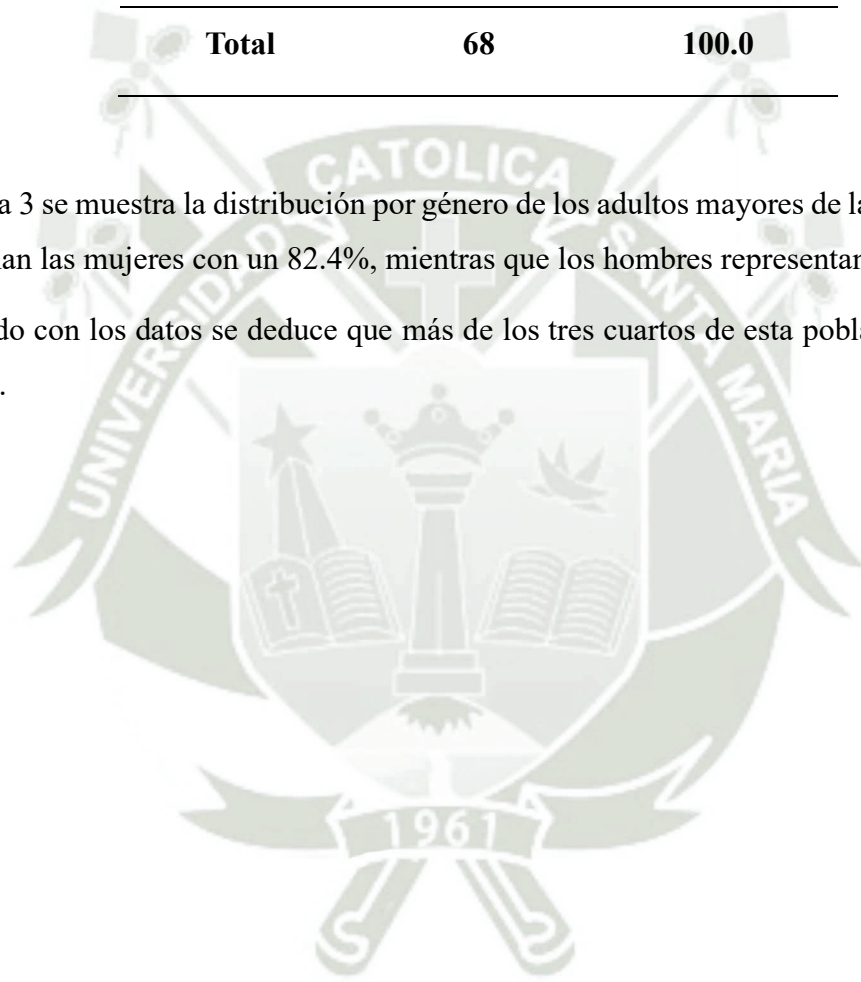 Total 68 100.0
a 3 se muestra la distribución por género de los adultos mayores de la
an las mujeres con un 82.4%, mientras que los hombres representan
do con los datos se deduce que más de los tres cuartos de esta pobla
.
UNIVERSIDAD CATOLICA SANTA MARIA
1961